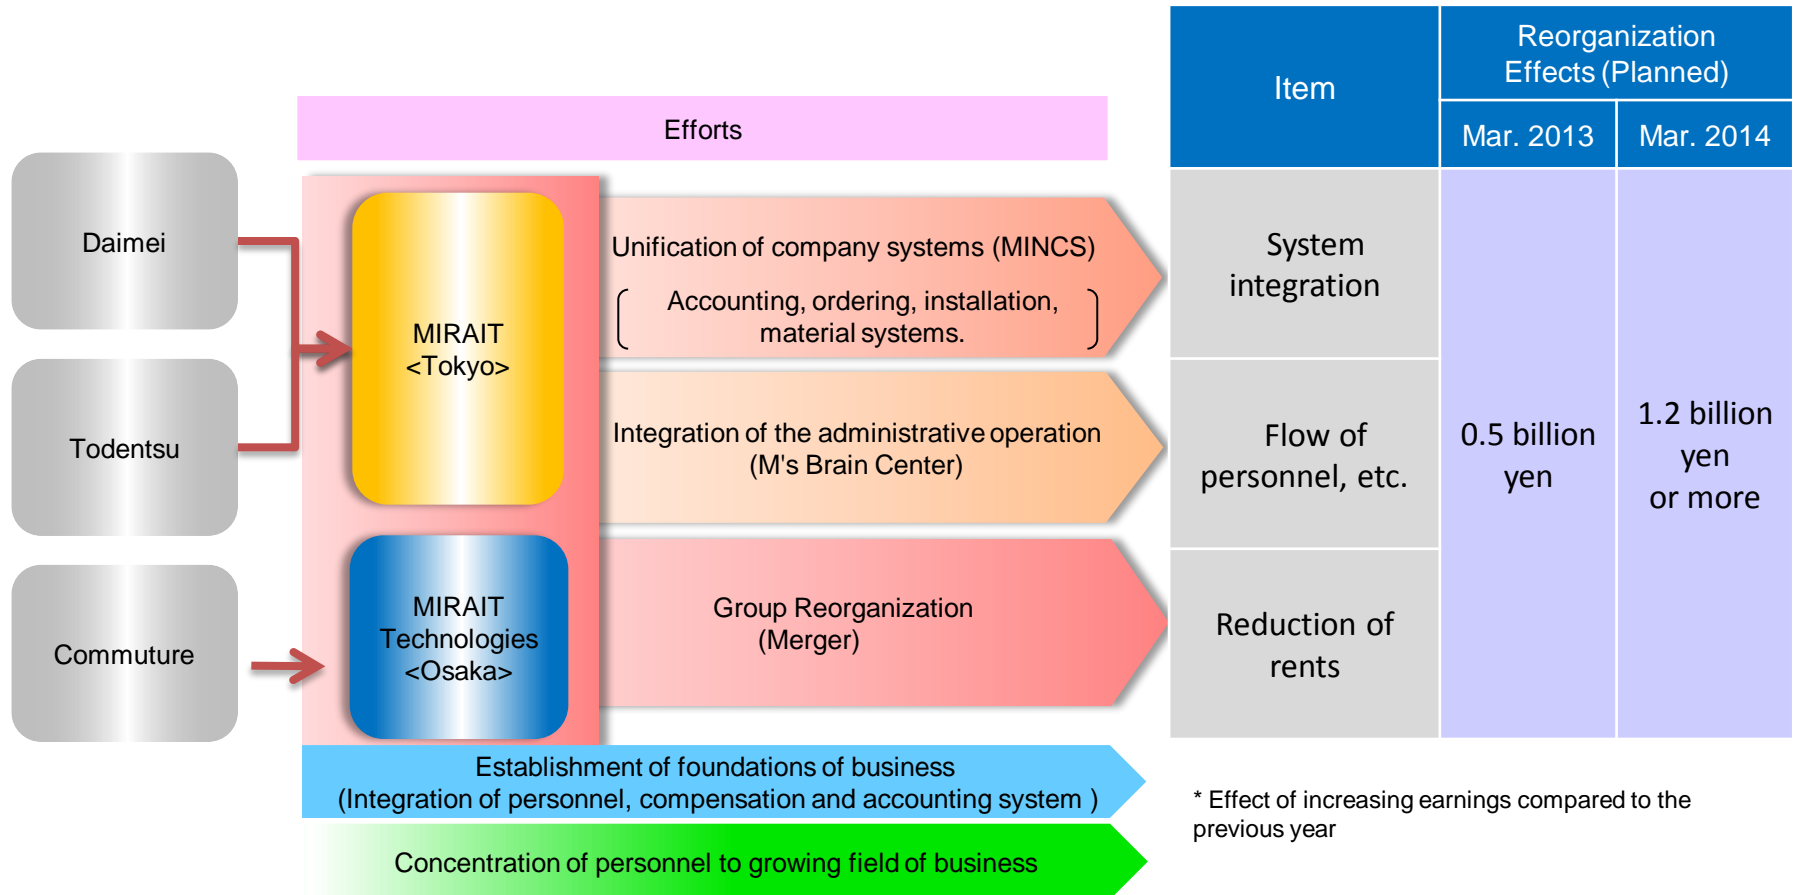 Efforts
Daimei
Todentsu
Commuture
MIRAIT
<Tokyo>
MIRAIT
Technologies
<Osaka>
Unification of company systems (MINCS)
Accounting, ordering, installation,
material systems.
Integration of the administrative operation
(M's Brain Center)
Group Reorganization
(Merger)
Establishment of foundations of business
(Integration of personnel, compensation and accounting system )
Concentration of personnel to growing field of business
Item
Reorganization
Effects (Planned)
Mar. 2013
Mar. 2014
System
integration
Flow of
personnel, etc.
Reduction of
rents
0.5 billion
yen
1.2 billion
yen
or more
* Effect of increasing earnings compared to the
previous year